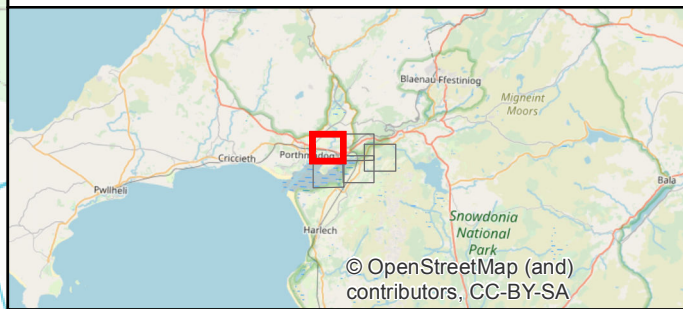 Blaenau Ffestiniog
Migneint
Moors
Porthmadog
Criccieth
Pwllheli
Bala
Harlech
Snowdonia
National
Park
© OpenStreetMap (and)
contributors, CC-BY-SA